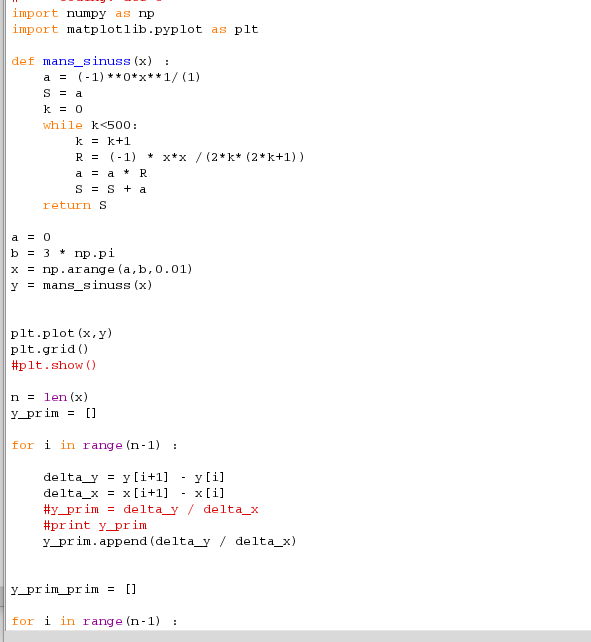 import numpy as np
import matplotlib.pyplot as plt
def mans_sinuss(x) :
    a = (-1)**0*x**1/(1)
    S = a
    k = 0
    while k<500:
        k = k+1
        R = (-1) * x*x /(2*k*(2*k+1))
        a = a * R
        S = S + a
    return S
a = 0
b = 3 * np.pi
x = np.arange(a,b,0.01)
y = mans_sinuss(x)
plt.plot(x,y)
plt.grid()
#plt.show()
n = len(x)
y_prim = []
for i in range(n-1) :
    delta_y = y[i+1] - y[i]
    delta_x = x[i+1] - x[i]
    #y_prim = delta_y / delta_x
    #print y_prim
    y_prim.append(delta_y / delta_x)
y_prim_prim = []
for i in range(n-1) :